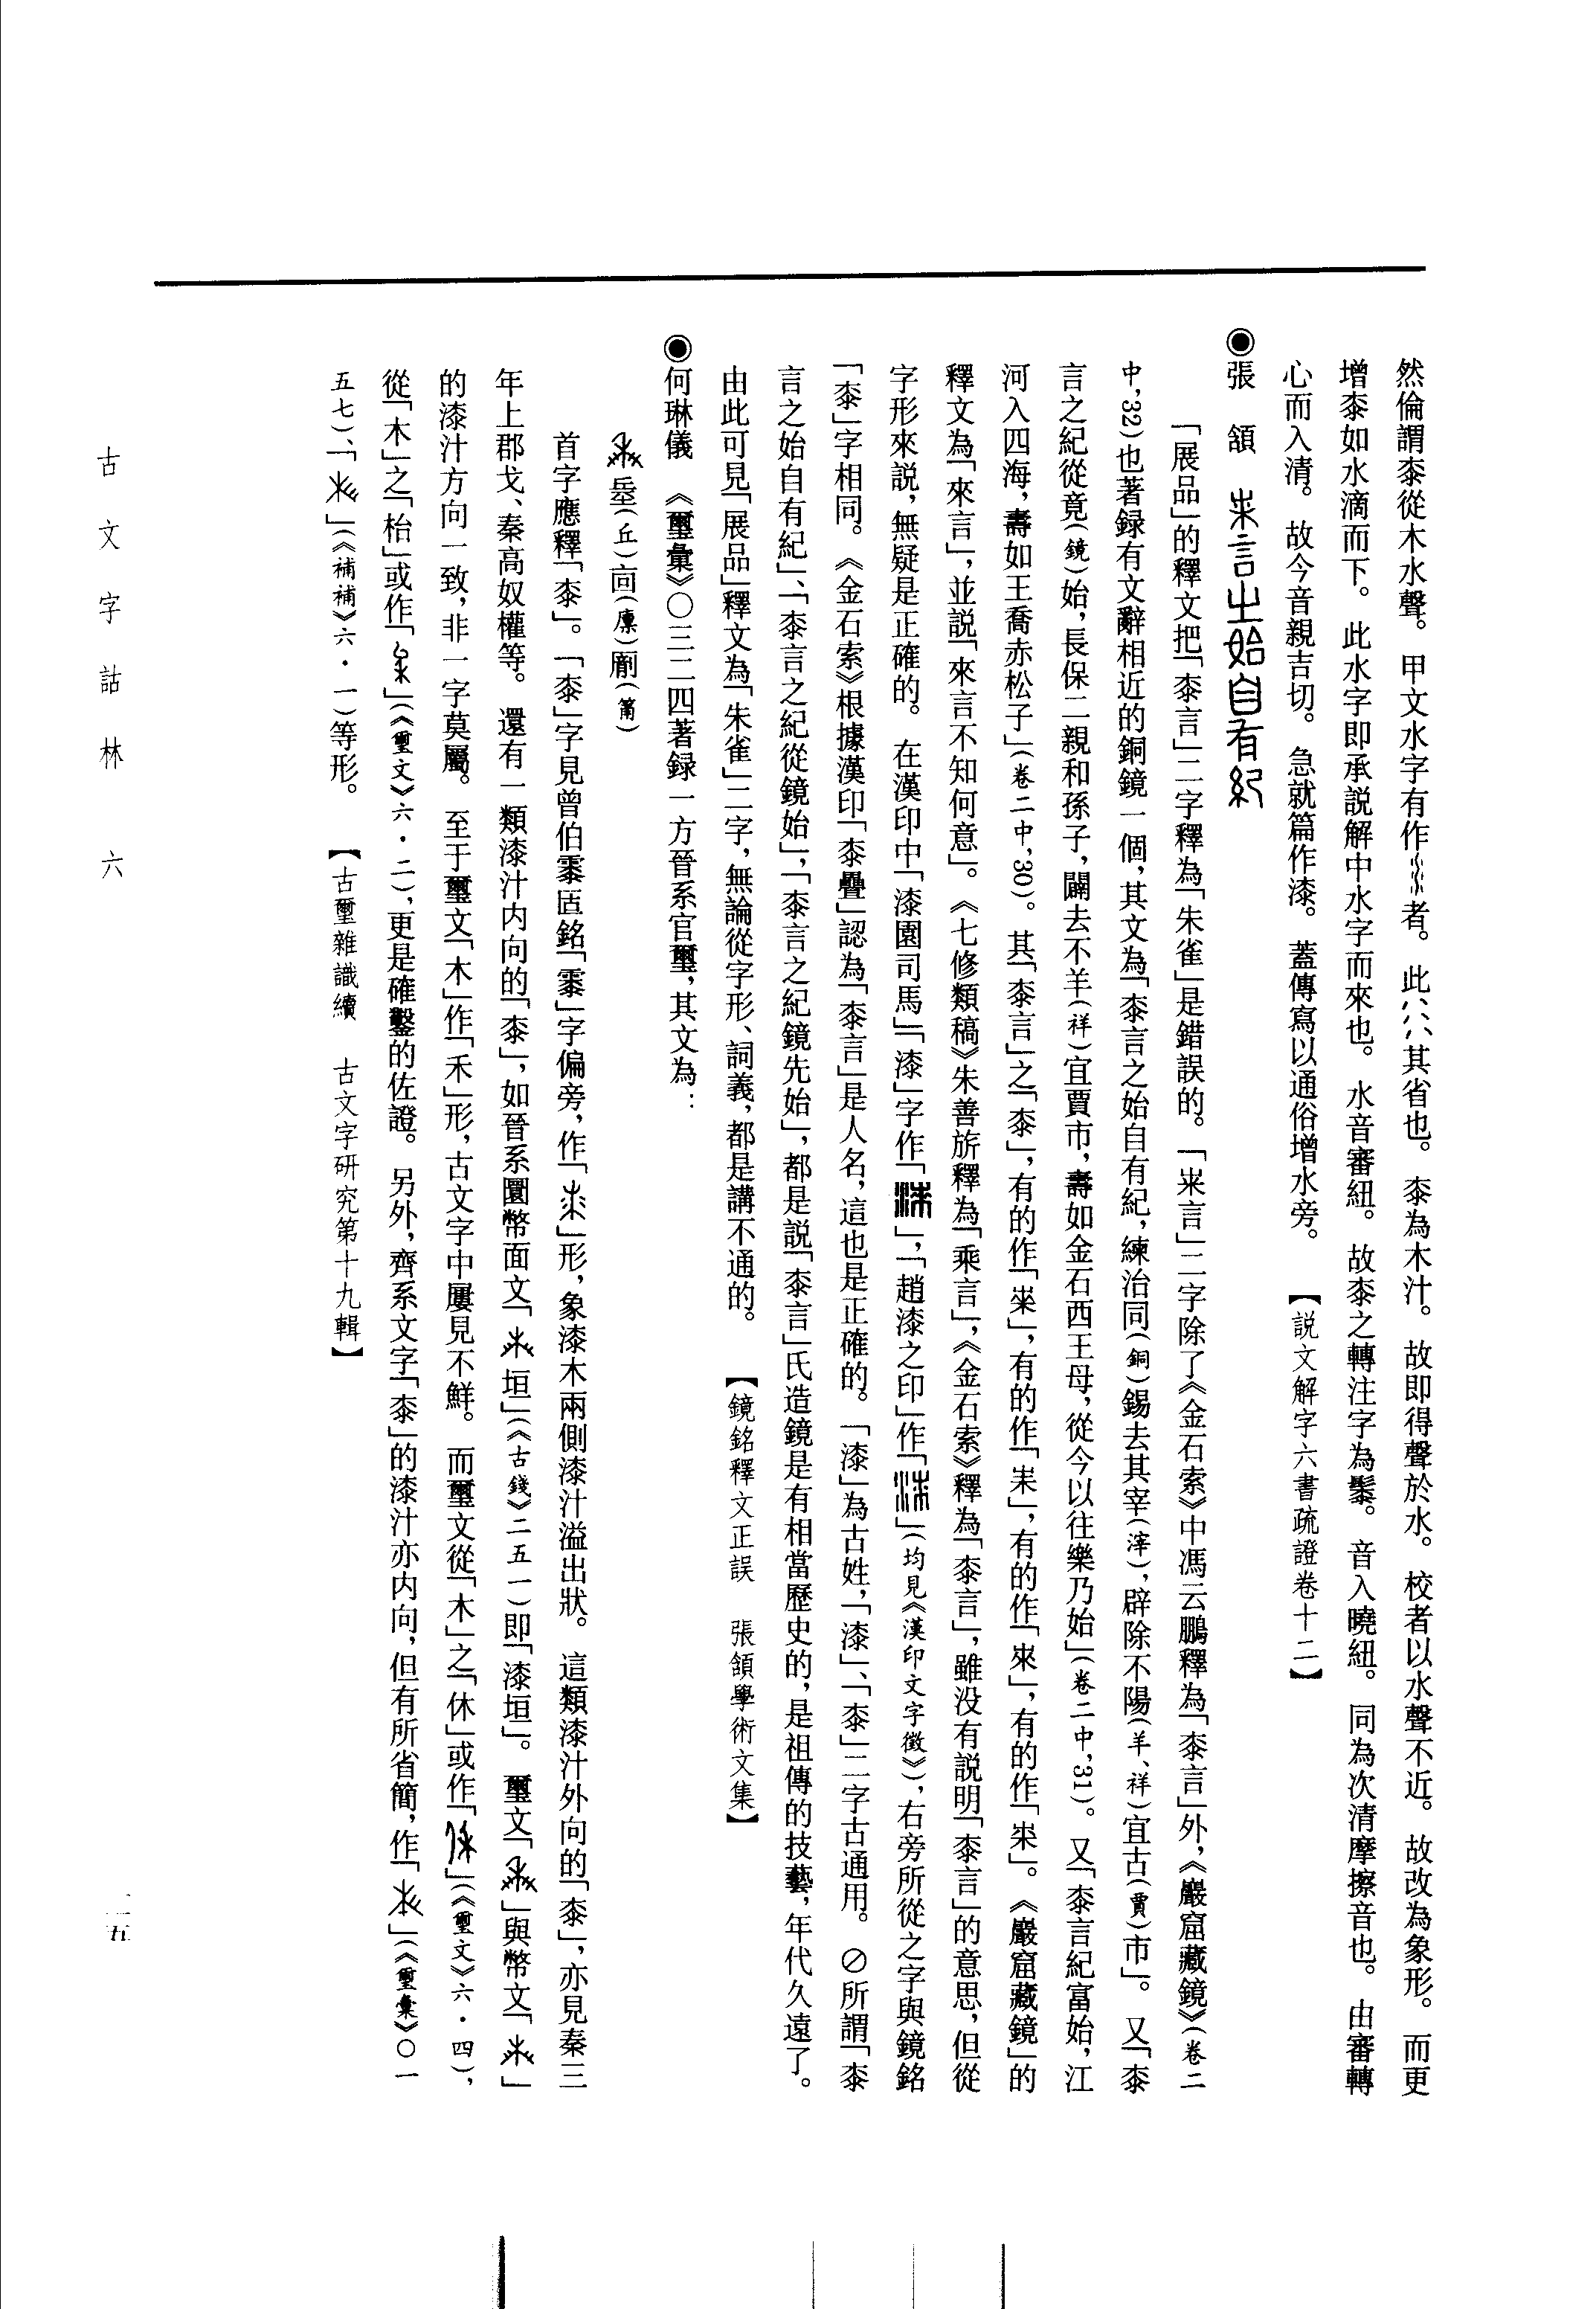 然倫謂桼從木水聲。甲文水字有作者。此其省也。桼為木汁。故即得聲於水。校者以水聲不近。故改為象形。而更
增桼如水滴而下。此水字即承説解中水字而來也。水音審紐。故桼之轉注字為髤。音入曉紐。同為次清摩擦音也。由審轉
心而入清。故今音親吉切。急就篇作漆。蓋傳寫以通俗增水旁。【説文解字六書疏證卷十二】
◉張　頷　言之始自有紀
「展品」的釋文把「桼言」二字釋為「朱雀」是錯誤的。「言」二字除了《金石索》中馮云鵬釋為「桼言」外，《巖窟藏鏡》（卷二
中，32）也著録有文辭相近的銅鏡一個，其文為「桼言之始自有紀，練治同（銅）錫去其宰（滓），辟除不陽（羊、祥）宜古（賈）市」。又「桼
言之紀從竟（鏡）始，長保二親和孫子，闢去不羊（祥）宜賈市，壽如金石西王母，從今以往樂乃始」（卷二中，31）。又「桼言紀富始，江
河入四海，壽如王喬赤松子」（卷二中，30）。其「桼言」之「桼」，有的作「」，有的作「」，有的作「」，有的作「」。《巖窟藏鏡」的
釋文為「來言」，並説「來言不知何意」。《七修類稿》朱善旂釋為「乘言」，《金石索》釋為「桼言」，雖没有説明「桼言」的意思，但從
字形來説，無疑是正確的。在漢印中「漆園司馬」「漆」字作「」，「趙漆之印」作「」（均見《漢印文字徵》），右旁所從之字與鏡銘
「桼」字相同。《金石索》根據漢印「桼疊」認為「桼言」是人名，這也是正確的。「漆」為古姓，「漆」、「桼」二字古通用。⊘所謂「桼
言之始自有紀」、「桼言之紀從鏡始」，「桼言之紀鏡先始」，都是説「桼言」氏造鏡是有相當歷史的，是祖傳的技藝，年代久遠了。
由此可見「展品」釋文為「朱雀」二字，無論從字形、詞義，都是講不通的。【鏡銘釋文正誤　張頷學術文集】
◉何琳儀　《璽彙》〇三二四著録一方晉系官璽，其文為：
（丘）㐭（廩）（筩）
首字應釋「桼」。「桼」字見曾伯霥匿銘「霥」字偏旁，作「」形，象漆木兩側漆汁溢出狀。這類漆汁外向的「桼」，亦見秦三
年上郡戈、秦高奴權等。還有一類漆汁内向的「桼」，如晉系圜幣面文「垣」（《古錢》二五一）即「漆垣」。璽文「」與幣文「」
的漆汁方向一致，非一字莫屬。至于璽文「木」作「禾」形，古文字中屢見不鮮。而璽文從「木」之「休」或作「」（《璽文》六·四），
從「木」之「枱」或作「」（《璽文》六·二），更是確鑿的佐證。另外，齊系文字「桼」的漆汁亦内向，但有所省簡，作「」（《璽彙》〇一
五七）、「」（《補補》六·一）等形。【古璽雜識續　古文字研究第十九輯】
古文字詁林　六